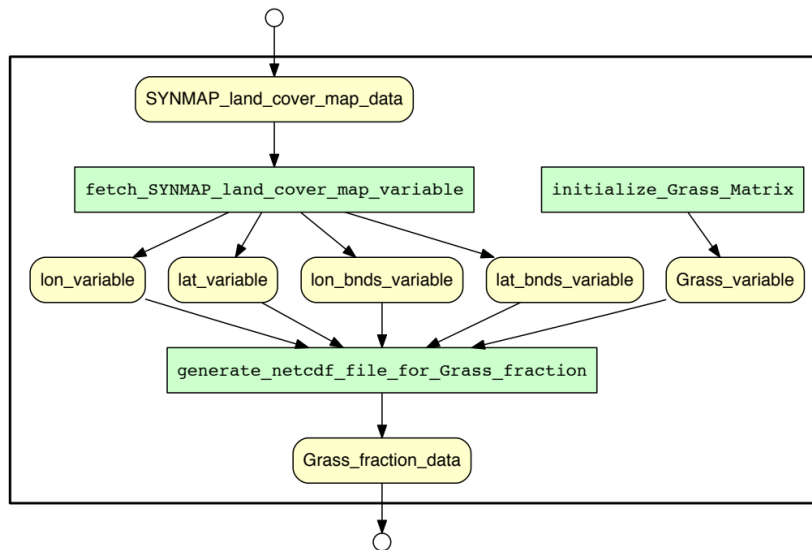 SYNMAP_land_cover_map_data
fetch_SYNMAP_land_cover_map_variable
initialize_Grass_Matrix
lon_variable
lat_variable
lon_bnds_variable
lat_bnds_variable
Grass_variable
generate_netcdf_file_for_Grass_fraction
Grass_fraction_data